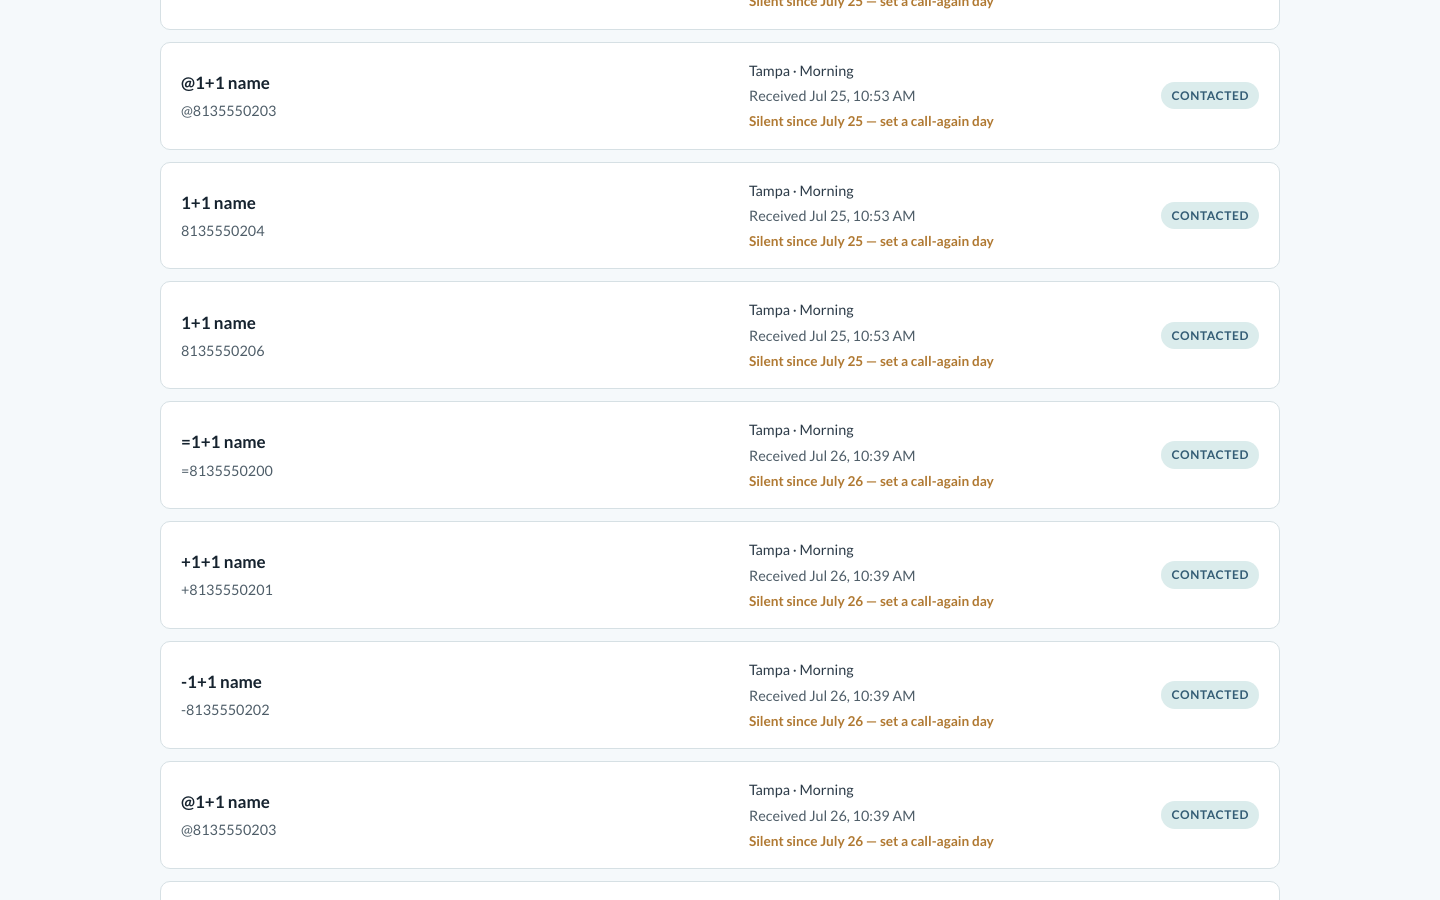 Silent since July 25 — set a call-again day
@1+1 name
@8135550203
Tampa · Morning
Received Jul 25, 10:53 AM
Silent since July 25 — set a call-again day
CONTACTED
1+1 name
8135550204
Tampa · Morning
Received Jul 25, 10:53 AM
Silent since July 25 — set a call-again day
CONTACTED
1+1 name
8135550206
Tampa · Morning
Received Jul 25, 10:53 AM
Silent since July 25 — set a call-again day
CONTACTED
=1+1 name
=8135550200
Tampa · Morning
Received Jul 26, 10:39 AM
Silent since July 26 — set a call-again day
CONTACTED
+1+1 name
+8135550201
Tampa · Morning
Received Jul 26, 10:39 AM
Silent since July 26 — set a call-again day
CONTACTED
-1+1 name
-8135550202
Tampa · Morning
Received Jul 26, 10:39 AM
Silent since July 26 — set a call-again day
CONTACTED
@1+1 name
@8135550203
Tampa · Morning
Received Jul 26, 10:39 AM
Silent since July 26 — set a call-again day
CONTACTED